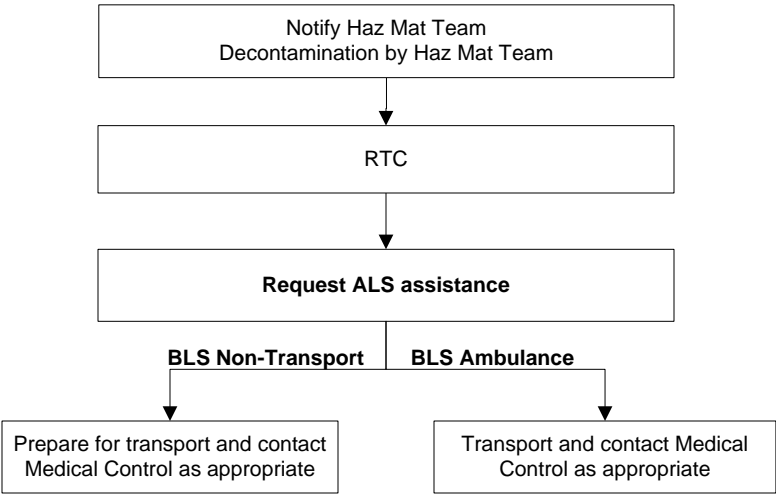 Notify Haz Mat Team
Decontamination by Haz Mat Team
RTC
Request ALS assistance
BLS Non-Transport
BLS Ambulance
Prepare for transport and contact
Medical Control as appropriate
Transport and contact Medical
Control as appropriate